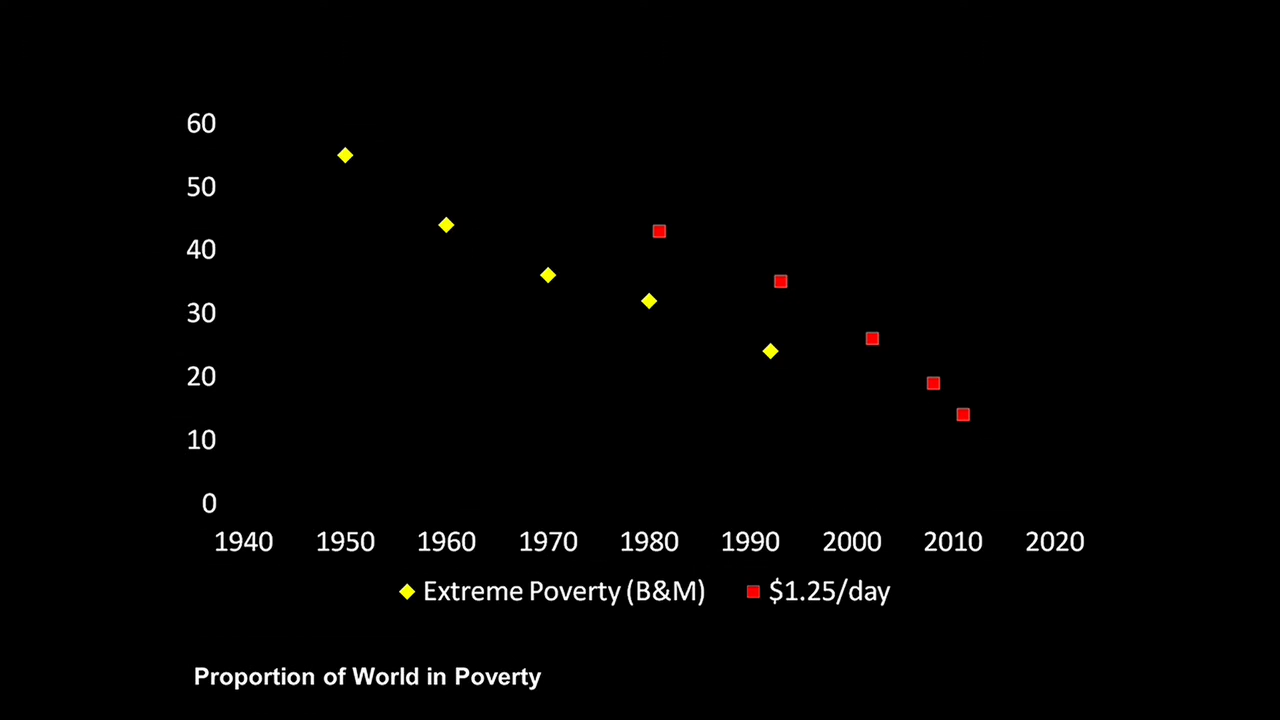 60
50
40
30
20
10
0
1940 1950 1960 1970 1980 1990 2000 2010 2020
Extreme Poverty (B&M) $1.25/day
Proportion of World in Poverty